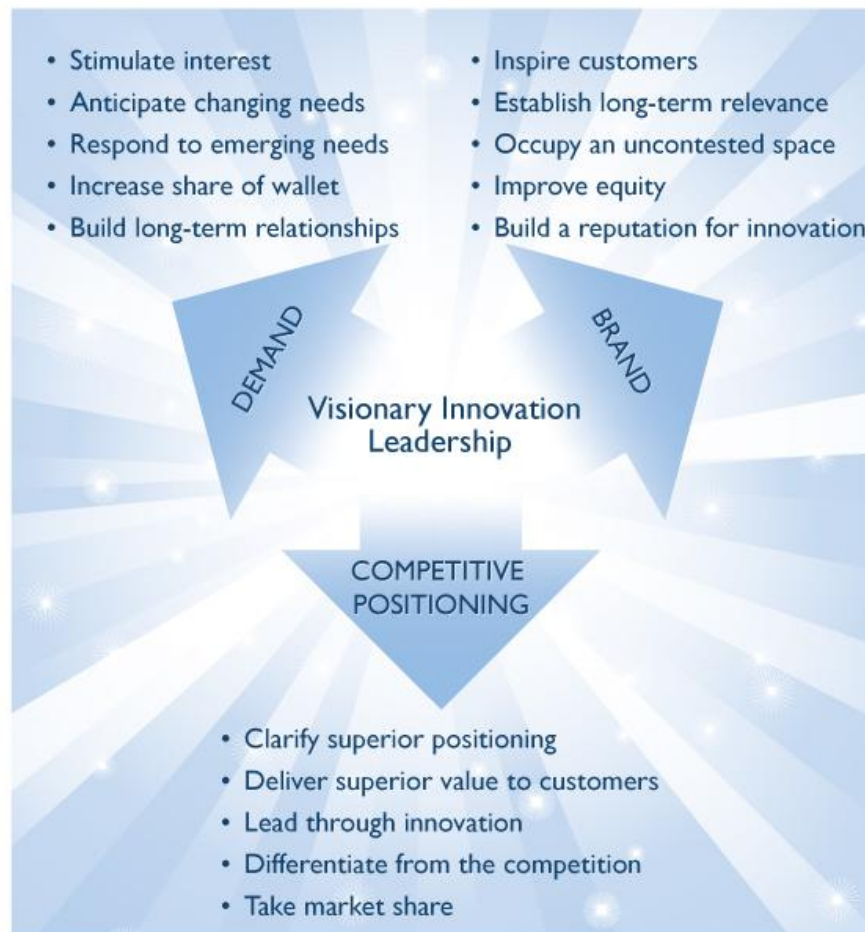 • Stimulate interest
• Anticipate changing needs
• Respond to emerging needs
• Increase share of wallet
• Build long-term relationships
• Inspire customers
• Establish long-term relevance
• Occupy an uncontested space
• Improve equity
• Build a reputation for innovation
DEMAND
BRAND
Visionary Innovation
Leadership
COMPETITIVE
POSITIONING
• Clarify superior positioning
• Deliver superior value to customers
• Lead through innovation
• Differentiate from the competition
• Take market share